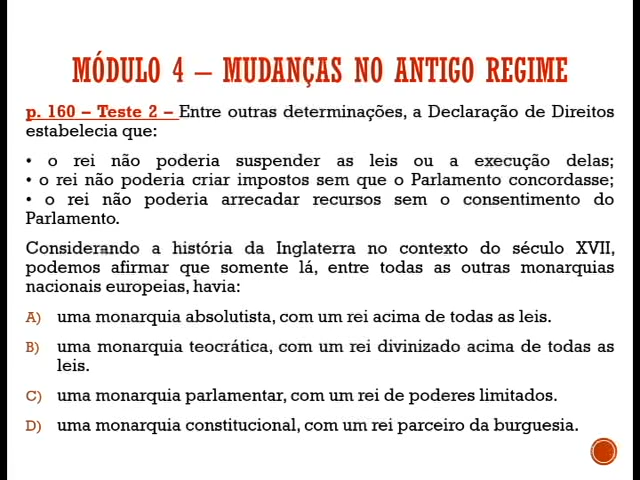 MÓDULO 4 – MUDANÇAS NO ANTIGO REGIME
p. 160 – Teste 2 – Entre outras determinações, a Declaração de Direitos
estabelecia que:
• o rei não poderia suspender as leis ou a execução delas;
• o rei não poderia criar impostos sem que o Parlamento concordasse;
• o rei não poderia arrecadar recursos sem o consentimento do
Parlamento.
Considerando a história da Inglaterra no contexto do século XVII,
podemos afirmar que somente lá, entre todas as outras monarquias
nacionais europeias, havia:
A) uma monarquia absolutista, com um rei acima de todas as leis.
B) uma monarquia teocrática, com um rei divinizado acima de todas as
leis.
C) uma monarquia parlamentar, com um rei de poderes limitados.
D) uma monarquia constitucional, com um rei parceiro da burguesia.